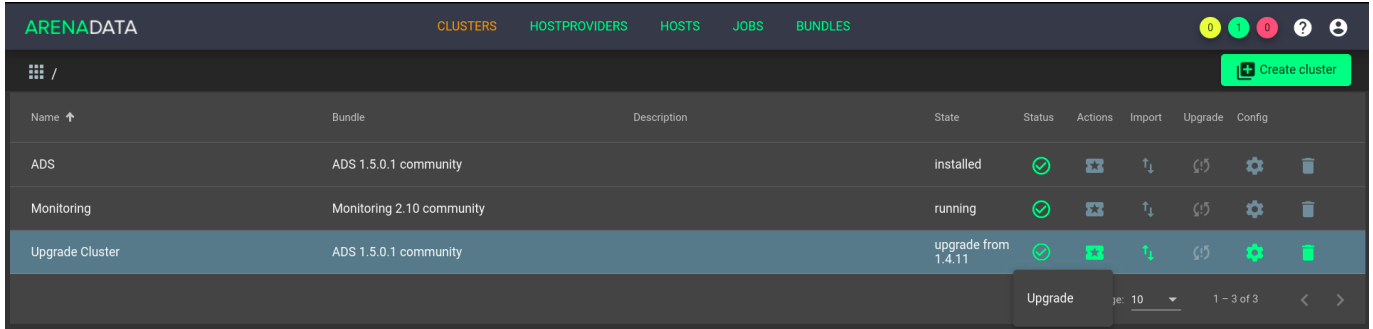 ARENADATA CLUSTERS HOSTPROVIDERS HOSTS JOBS BUNDLES 0 1 0
/ Create cluster
Name Bundle Description State Status Actions Import Upgrade Config
ADS ADS 1.5.0.1 community installed
Monitoring Monitoring 2.10 community running
Upgrade Cluster ADS 1.5.0.1 community upgrade from
1.4.11
Upgrade 10 1 – 3 of 3